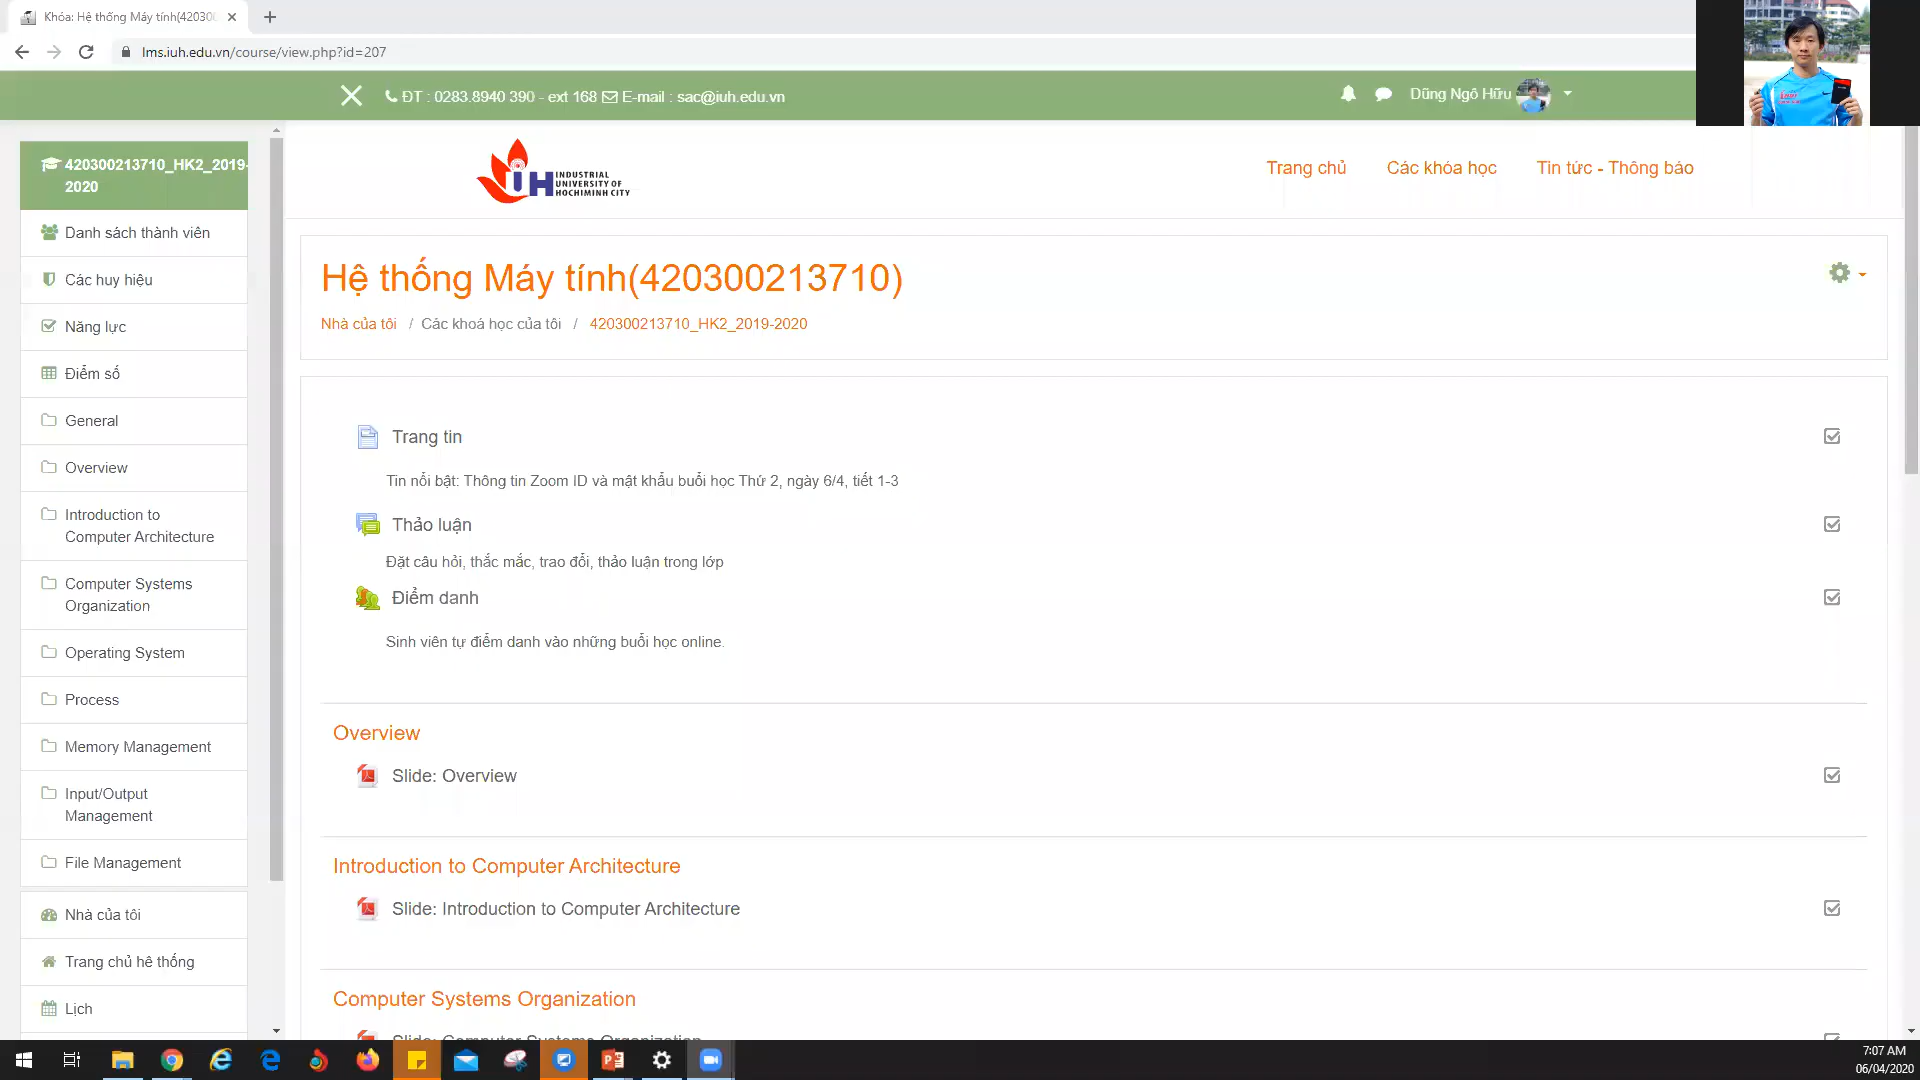 Khóa: Hệ thống Máy tính(42030
lms.iuh.edu.vn/course/view.php?id=207
ĐT : 0283.8940 390 - ext 168 E-mail : sac@iuh.edu.vn
Dũng Ngô Hữu
420300213710_HK2_2019-
2020
Danh sách thành viên
Các huy hiệu
Năng lực
Điểm số
General
Overview
Introduction to
Computer Architecture
Computer Systems
Organization
Operating System
Process
Memory Management
Input/Output
Management
File Management
Nhà của tôi
Trang chủ hê thống
Lịch
IUH
INDUSTRIAL
UNIVERSITY OF
HOCHIMINH CITY
Trang chủ
Các khóa học
Tin tức - Thông báo
Hệ thống Máy tính(420300213710)
Nhà của tôi / Các khoá học của tôi / 420300213710_HK2_2019-2020
Trang tin
Tin nổi bật: Thông tin Zoom ID và mật khẩu buổi học Thứ 2, ngày 6/4, tiết 1-3
Thảo luận
Đặt câu hỏi, thắc mắc, trao đổi, thảo luận trong lớp
Điểm danh
Sinh viên tự điểm danh vào những buổi học online.
Overview
Slide: Overview
Introduction to Computer Architecture
Slide: Introduction to Computer Architecture
Computer Systems Organization
Slide: Computer Systems Organization
7:07 AM
06/04/2020